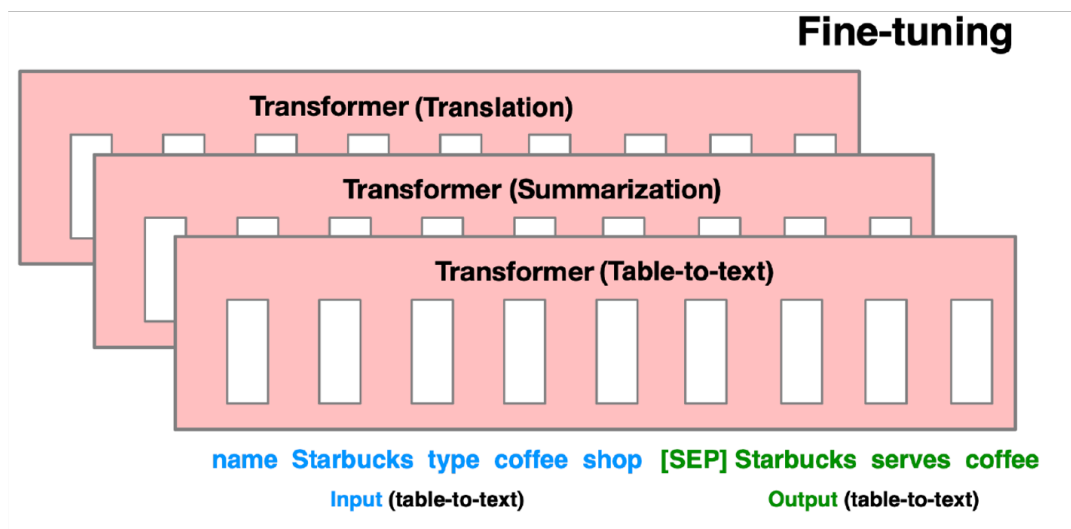 Fine-tuning
Transformer (Translation)
Transformer (Summarization)
Transformer (Table-to-text)
name Starbucks type coffee shop [SEP] Starbucks serves coffee
Input (table-to-text) Output (table-to-text)